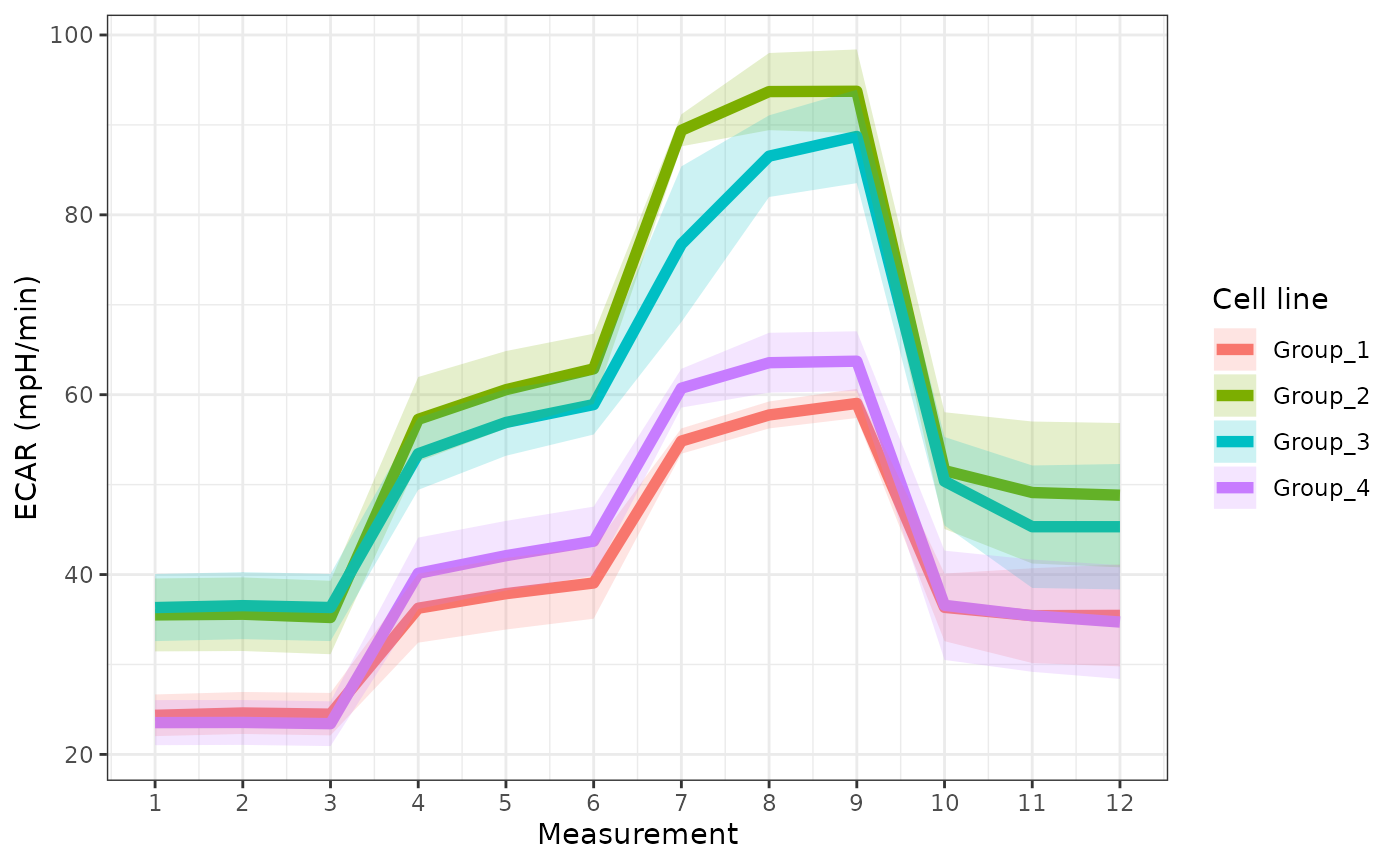 100
80
60
40
20
ECAR (mpH/min)
1 2 3 4 5 6 7 8 9 10 11 12
Measurement
Cell line
Group_1
Group_2
Group_3
Group_4